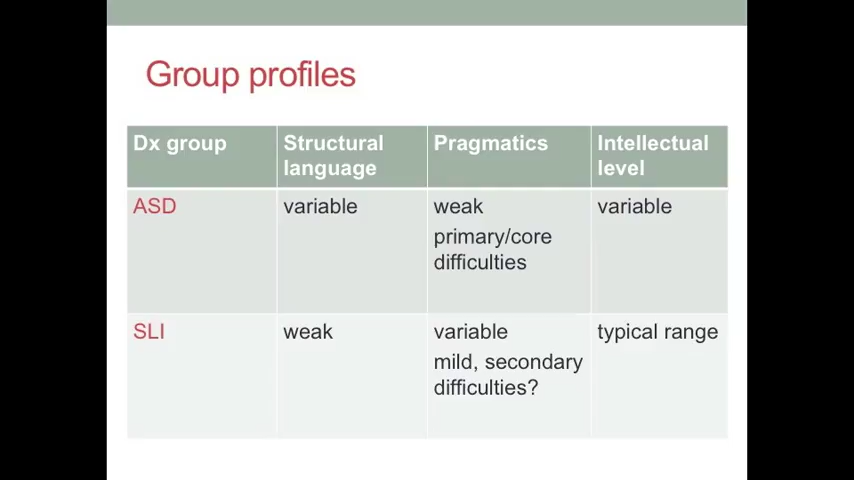 Group profiles
Dx group
Structural
language
Pragmatics
Intellectual
level
ASD
variable
weak
primary/core
difficulties
variable
SLI
weak
variable
mild, secondary
difficulties?
typical range